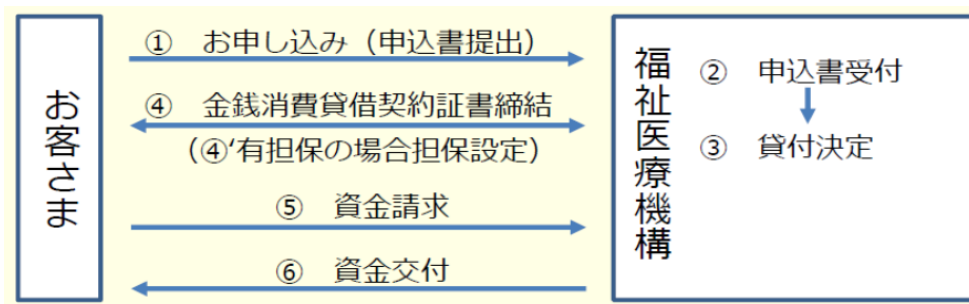 お客さま
① お申し込み（申込書提出）
④ 金銭消費貸借契約証書締結
（④‘有担保の場合担保設定）
⑤ 資金請求
⑥ 資金交付
福祉医療機構
② 申込書受付
③ 貸付決定